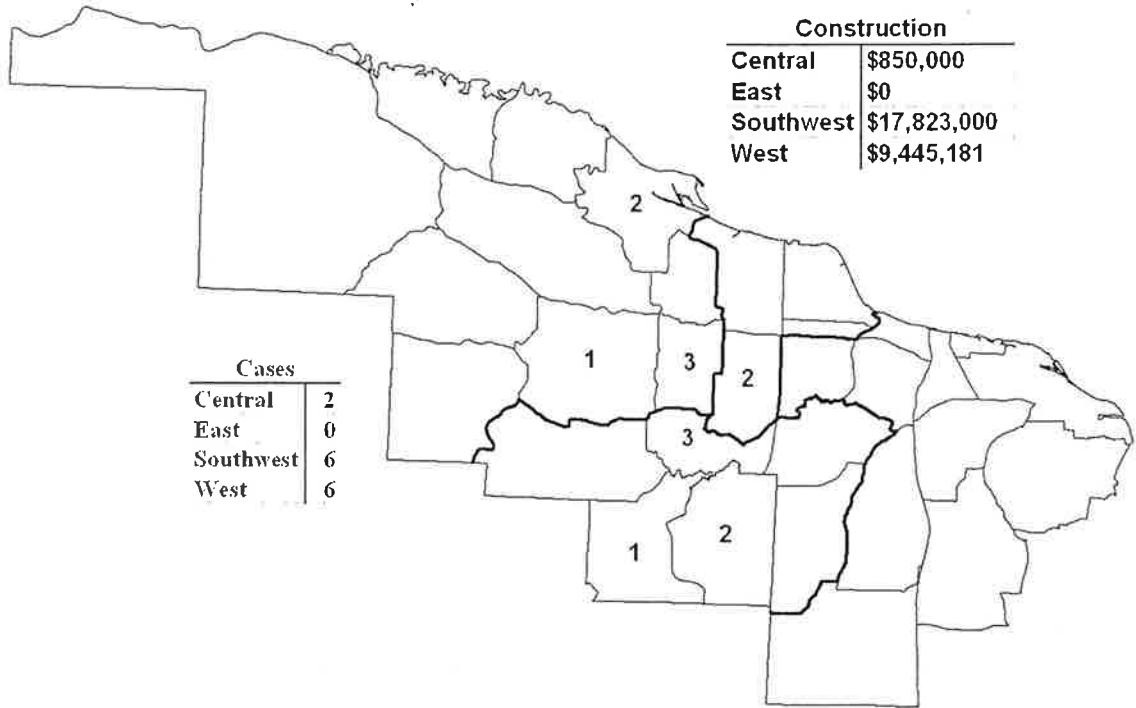 Construction
Central $850,000
East $0
Southwest $17,823,000
West $9,445,181
2
1
3
2
Cases
Central 2
East 0
Southwest 6
West 6
3
1
2